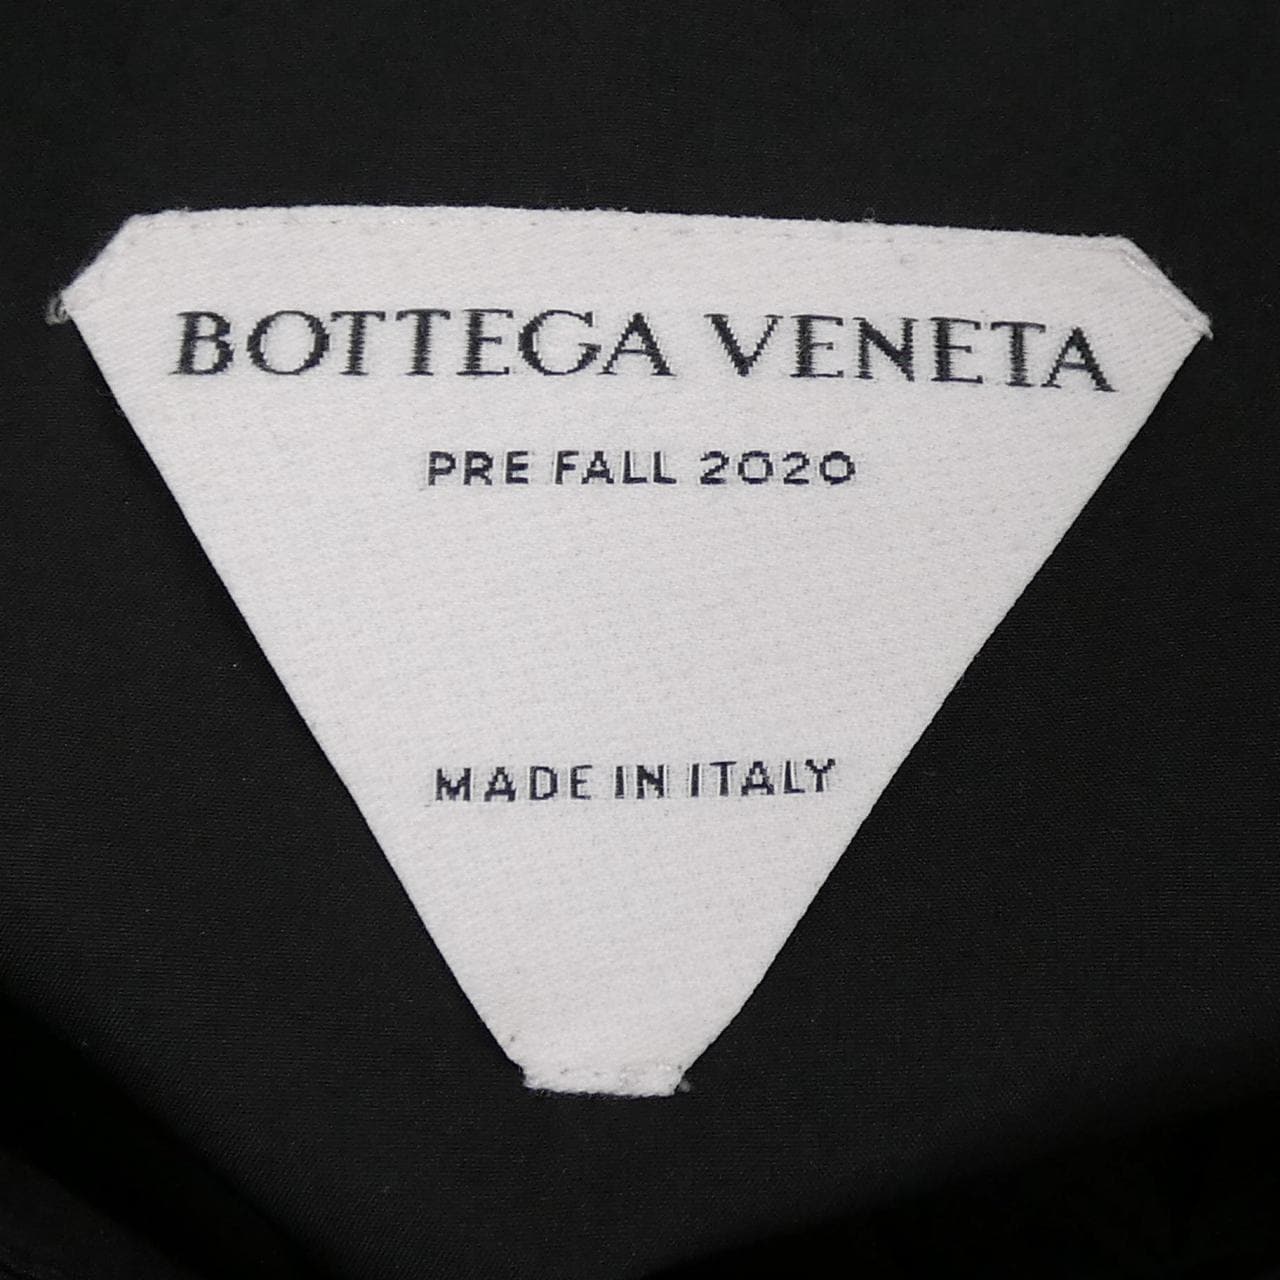 BOTTEGA VENETA
PRE FALL 2020
MADE IN ITALY